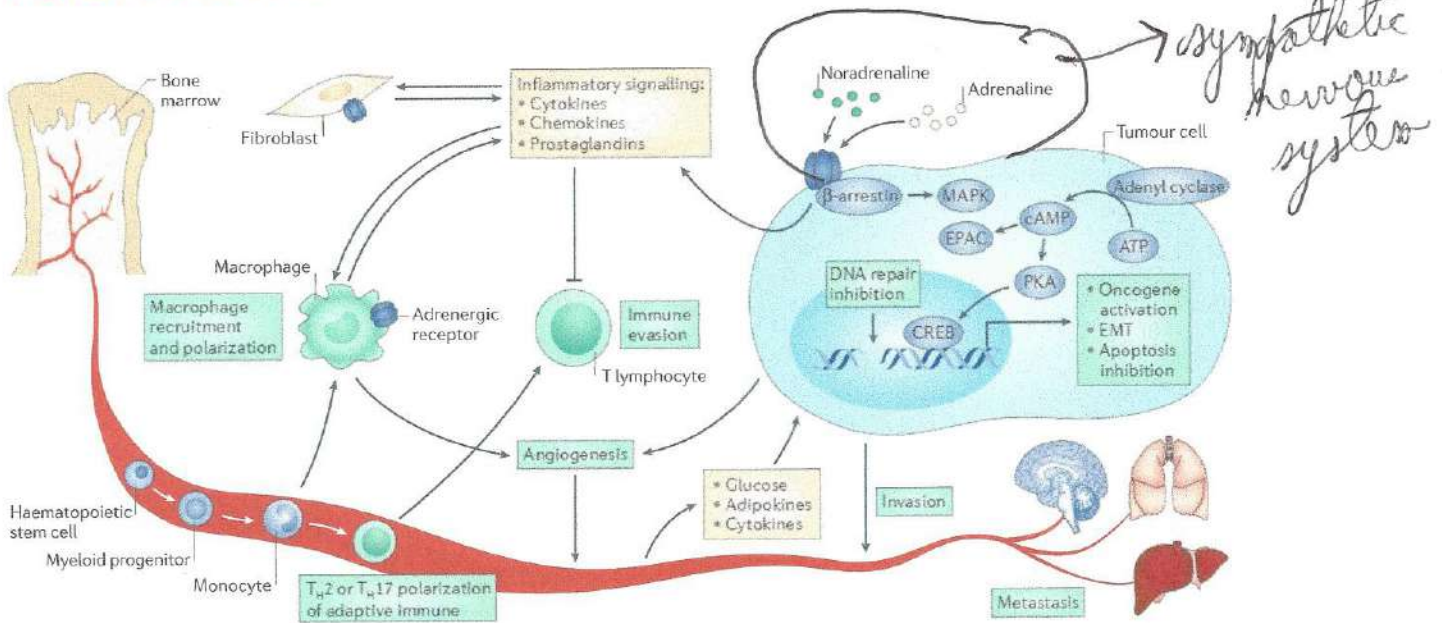 sympathetic
nervous
system
Bone
marrow
Fibroblast
Inflammatory signalling:
• Cytokines
• Chemokines
• Prostaglandins
Noradrenaline
Adrenaline
Tumour cell
β-arrestin
MAPK
Adenyl cyclase
cAMP
EPAC
ATP
PKA
DNA repair
inhibition
CREB
• Oncogene
activation
• EMT
• Apoptosis
inhibition
Macrophage
Macrophage
recruitment
and polarization
Adrenergic
receptor
Immune
evasion
T lymphocyte
Angiogenesis
• Glucose
• Adipokines
• Cytokines
Invasion
Haematopoietic
stem cell
Myeloid progenitor
Monocyte
TH2 or TH17 polarization
of adaptive immune
Metastasis